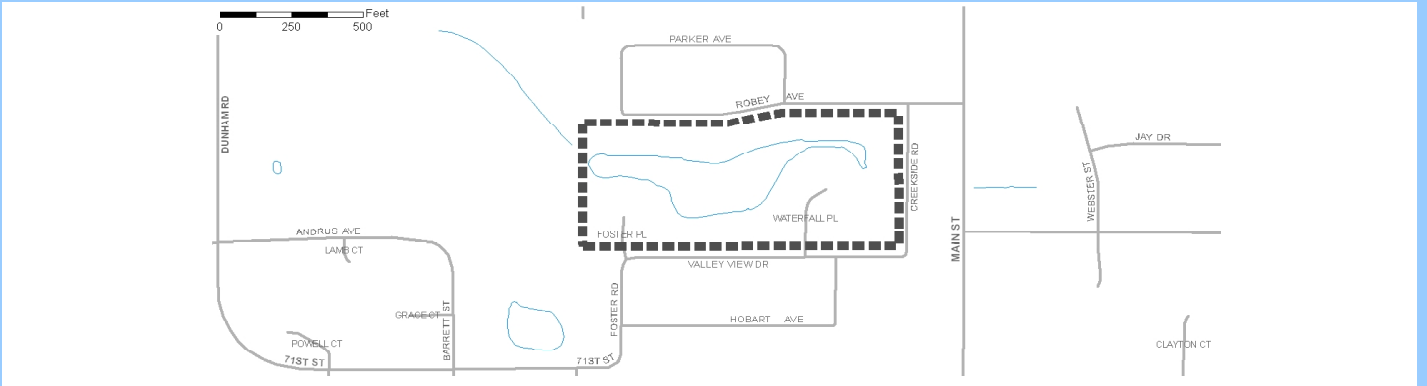 Feet
0 250 500
PARKER AVE
ROBEY AVE
DUNHAM RD
JAY DR
CREEKSIDE RD
WEBSTER ST
WATERFALL PL
ANDRUS AVE
FOSTER PL
LAMB CT
MAIN ST
VALLEY VIEW DR
FOSTER RD
GRACE CT
BARRETT ST
HOBART AVE
POWELL CT
CLAYTON CT
71ST ST
71ST ST